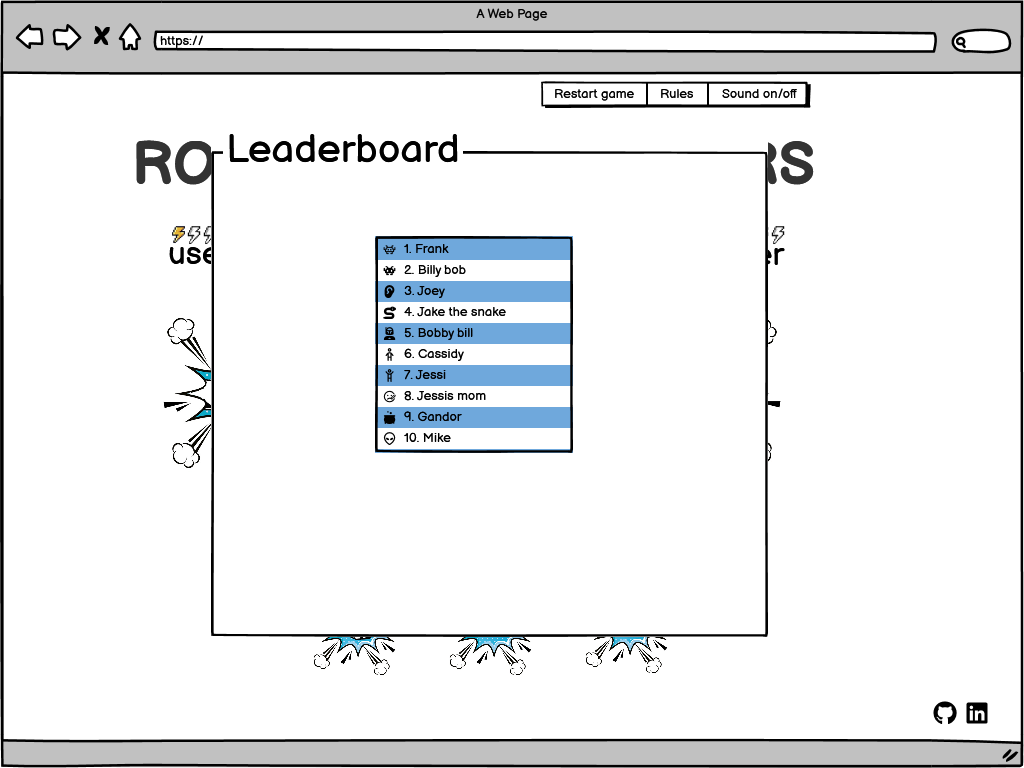 A Web Page
https://
Restart game Rules Sound on/off
RO
RS
Leaderboard
use
er
1. Frank
2. Billy bob
3. Joey
4. Jake the snake
5. Bobby bill
6. Cassidy
7. Jessi
8. Jessis mom
9. Gandor
10. Mike
in